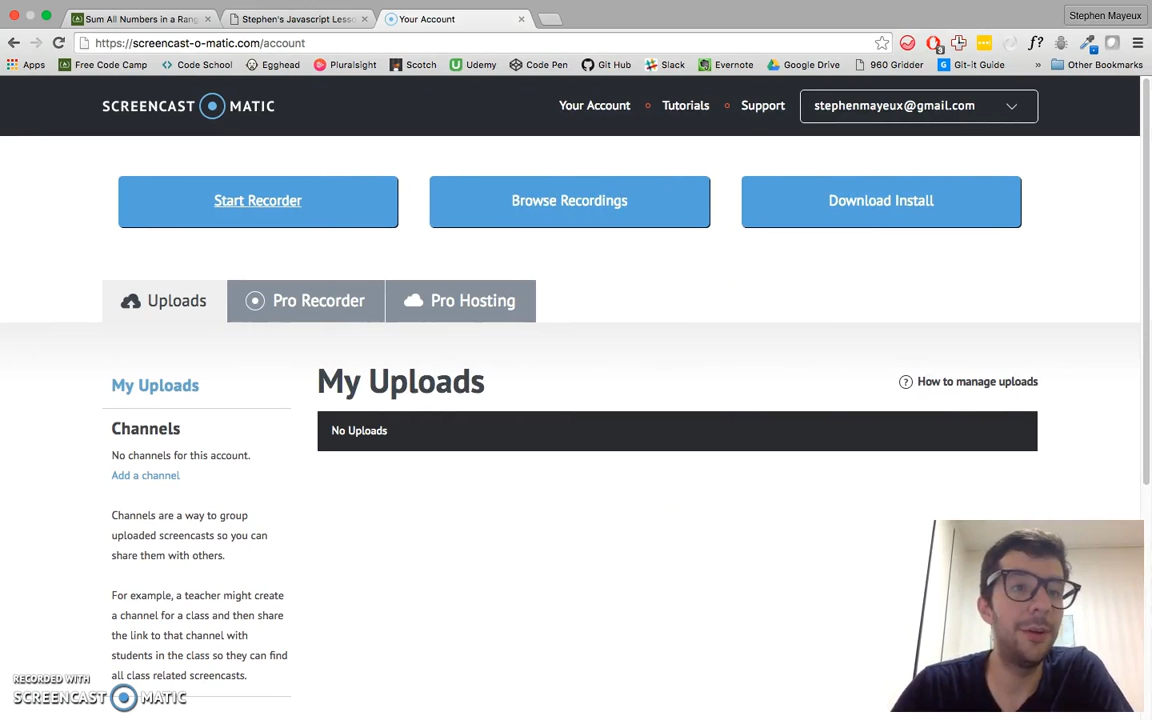 Sum All Numbers in a Rang
Stephen's Javascript Lesso
Your Account
Stephen Mayeux
https://screencast-o-matic.com/account
3
f?
Apps
Free Code Camp
Code School
Egghead
Pluralsight
Scotch
Udemy
Code Pen
Git Hub
Slack
Evernote
Google Drive
960 Gridder
Git-it Guide
»
Other Bookmarks
SCREENCAST MATIC
Your Account
Tutorials
Support
stephenmayeux@gmail.com
Start Recorder
Browse Recordings
Download Install
Uploads
Pro Recorder
Pro Hosting
My Uploads
Channels
No channels for this account.
Add a channel
Channels are a way to group
uploaded screencasts so you can
share them with others.
For example, a teacher might create
a channel for a class and then share
the link to that channel with
students in the class so they can find
all class related screencasts.
My Uploads
? How to manage uploads
No Uploads
RECORDED WITH
SCREENCAST MATIC